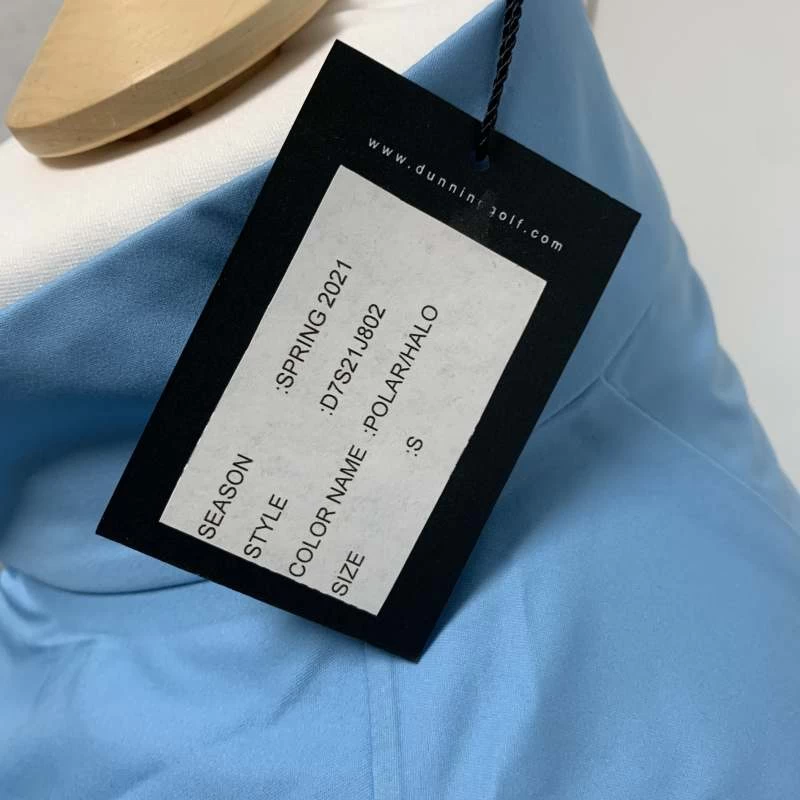 www.dunninggolf.com
SEASON :SPRING 2021
STYLE :D7S21J802
COLOR NAME :POLAR/HALO
SIZE :S